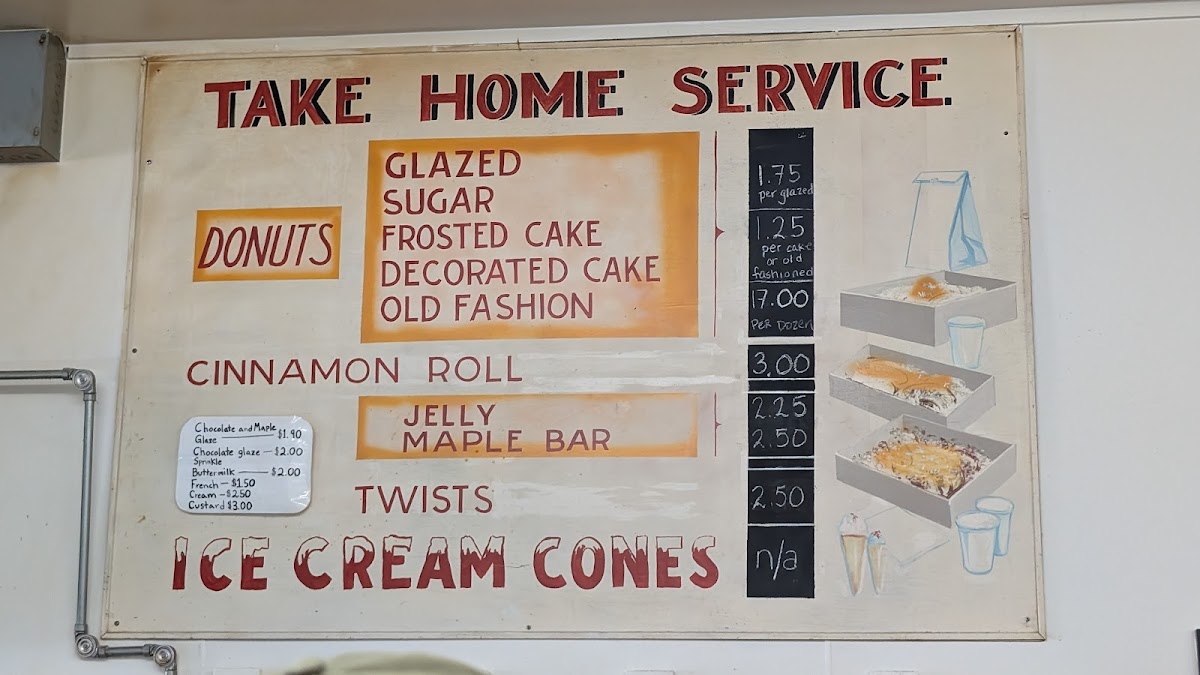 TAKE HOME SERVICE
DONUTS
GLAZED
SUGAR
FROSTED CAKE
DECORATED CAKE
OLD FASHION
1.75
per glazed
1.25
per cake
or old
fashioned
17.00
PER DOZEN
CINNAMON ROLL 3.00
JELLY 2.25
MAPLE BAR 2.50
Chocolate and Maple
Glaze — $1.90
Chocolate glaze — $2.00
Sprinkle
Buttermilk — $2.00
French — $1.50
Cream - $2.50
Custard $3.00
TWISTS 2.50
ICE CREAM CONES n/a